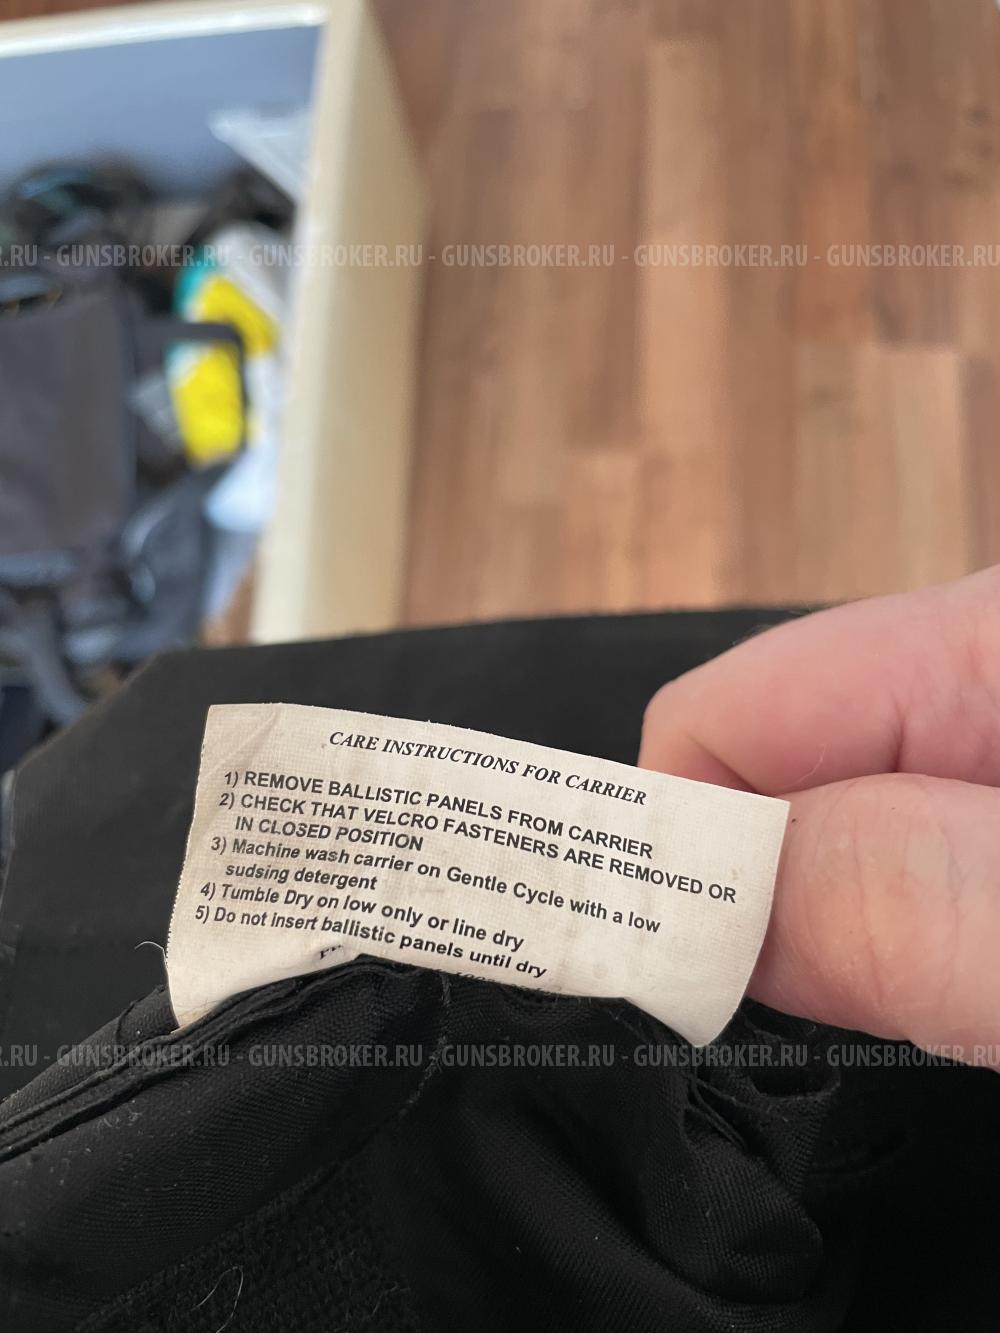 .RU - GUNSBROKER.RU - GUNSBROKER.RU - GUNSBROKER.RU - GUNSBROKER.RU - GUNSBROKER
CARE INSTRUCTIONS FOR CARRIER
1) REMOVE BALLISTIC PANELS FROM CARRIER
2) CHECK THAT VELCRO FASTENERS ARE REMOVED OR
IN CLOSED POSITION
3) Machine wash carrier on Gentle Cycle with a low
sudsing detergent
4) Tumble Dry on low only or line dry
5) Do not insert ballistic panels until dry
.RU - GUNSBROKER.RU - GUNSBROKER.RU - GUNSBROKER.RU - GUNSBROKER.RU - GUNSBROKER